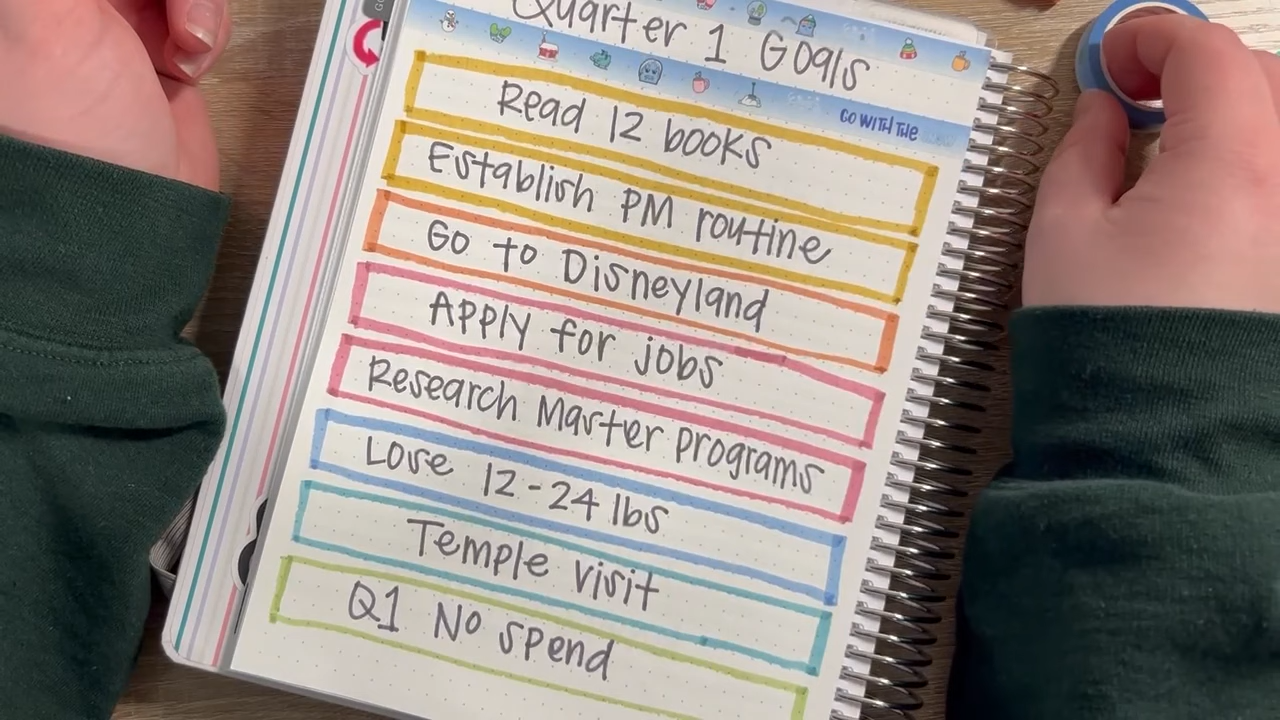 Quarter 1 Goals
GO WITH THE
Read 12 books
Establish PM routine
Go to Disneyland
Apply for jobs
Research Master programs
Lose 12-24 lbs
Temple visit
Q1 No spend